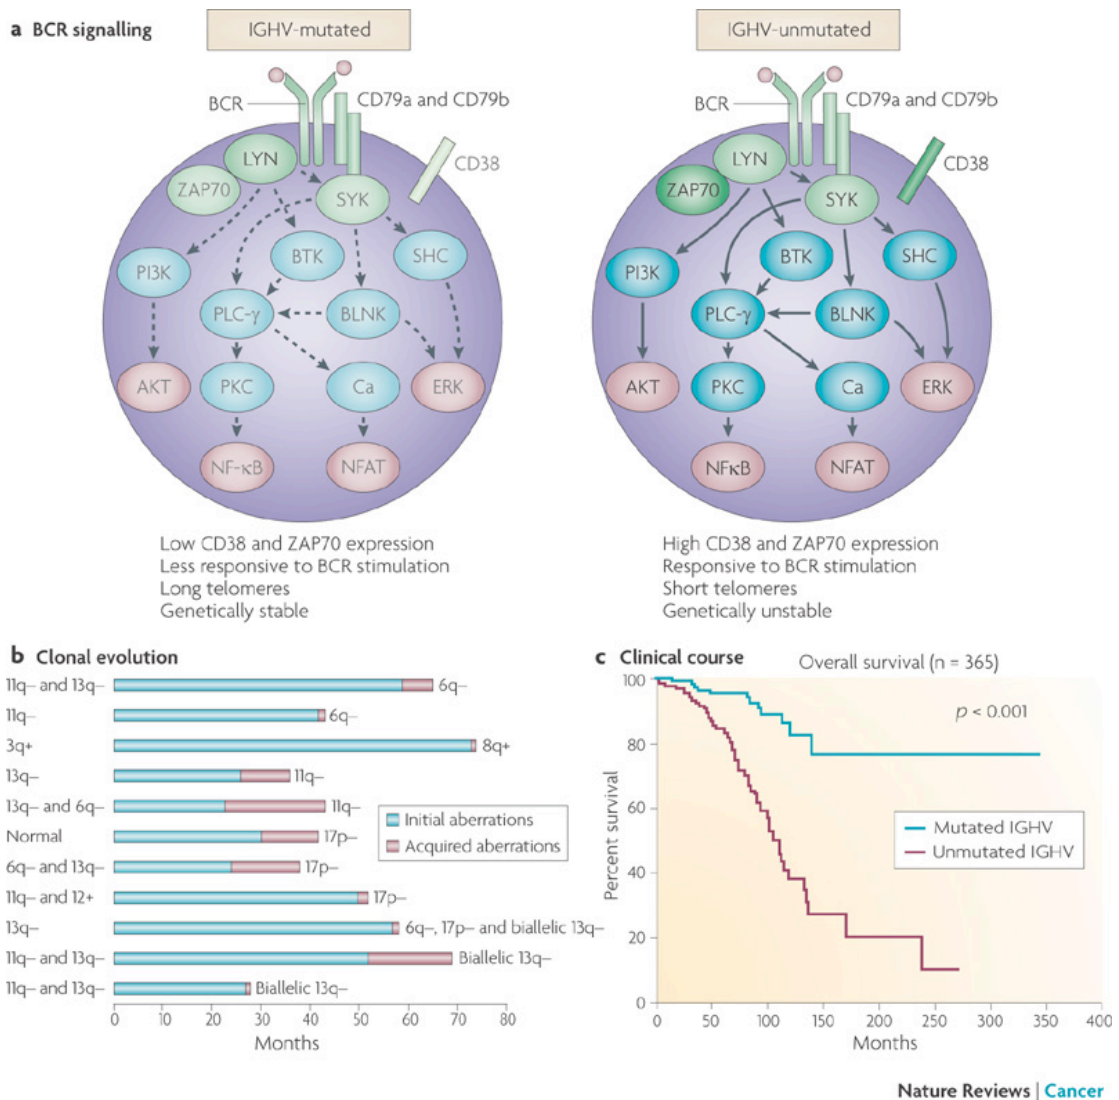 a BCR signalling
IGHV-mutated
IGHV-unmutated
BCR
CD79a and CD79b
LYN
CD38
ZAP70
SYK
PI3K
BTK
SHC
PLC-γ
BLNK
AKT
PKC
Ca
ERK
NF-κB
NFAT
Low CD38 and ZAP70 expression
Less responsive to BCR stimulation
Long telomeres
Genetically stable
BCR
CD79a and CD79b
LYN
CD38
ZAP70
SYK
PI3K
BTK
SHC
PLC-γ
BLNK
AKT
PKC
Ca
ERK
NFκB
NFAT
High CD38 and ZAP70 expression
Responsive to BCR stimulation
Short telomeres
Genetically unstable
b Clonal evolution
11q– and 13q– 6q–
11q– 6q–
3q+ 8q+
13q– 11q–
13q– and 6q– 11q–
Normal 17p–
6q– and 13q– 17p–
11q– and 12+ 17p–
13q– 6q–, 17p– and biallelic 13q–
11q– and 13q– Biallelic 13q–
11q– and 13q– Biallelic 13q–
Initial aberrations
Acquired aberrations
0 10 20 30 40 50 60 70 80
Months
c Clinical course
Overall survival (n = 365)
p < 0.001
Percent survival
100
80
60
40
20
0
Mutated IGHV
Unmutated IGHV
0 50 100 150 200 250 300 350 400
Months
Nature Reviews | Cancer